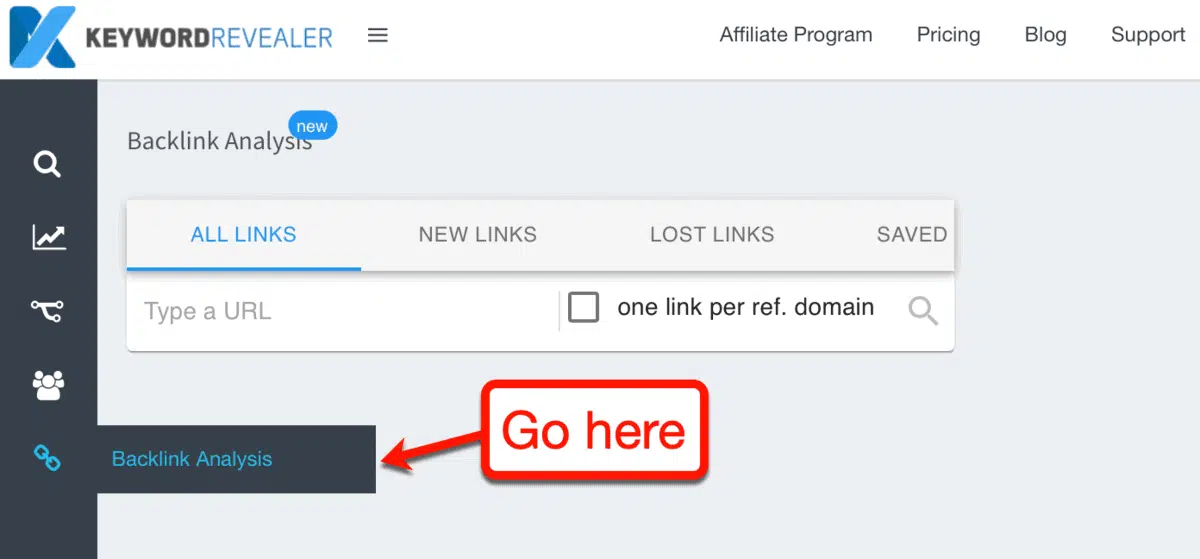 KEYWORDREVEALER
Affiliate Program Pricing Blog Support
Backlink Analysis new
ALL LINKS NEW LINKS LOST LINKS SAVED
Type a URL one link per ref. domain
Go here
Backlink Analysis